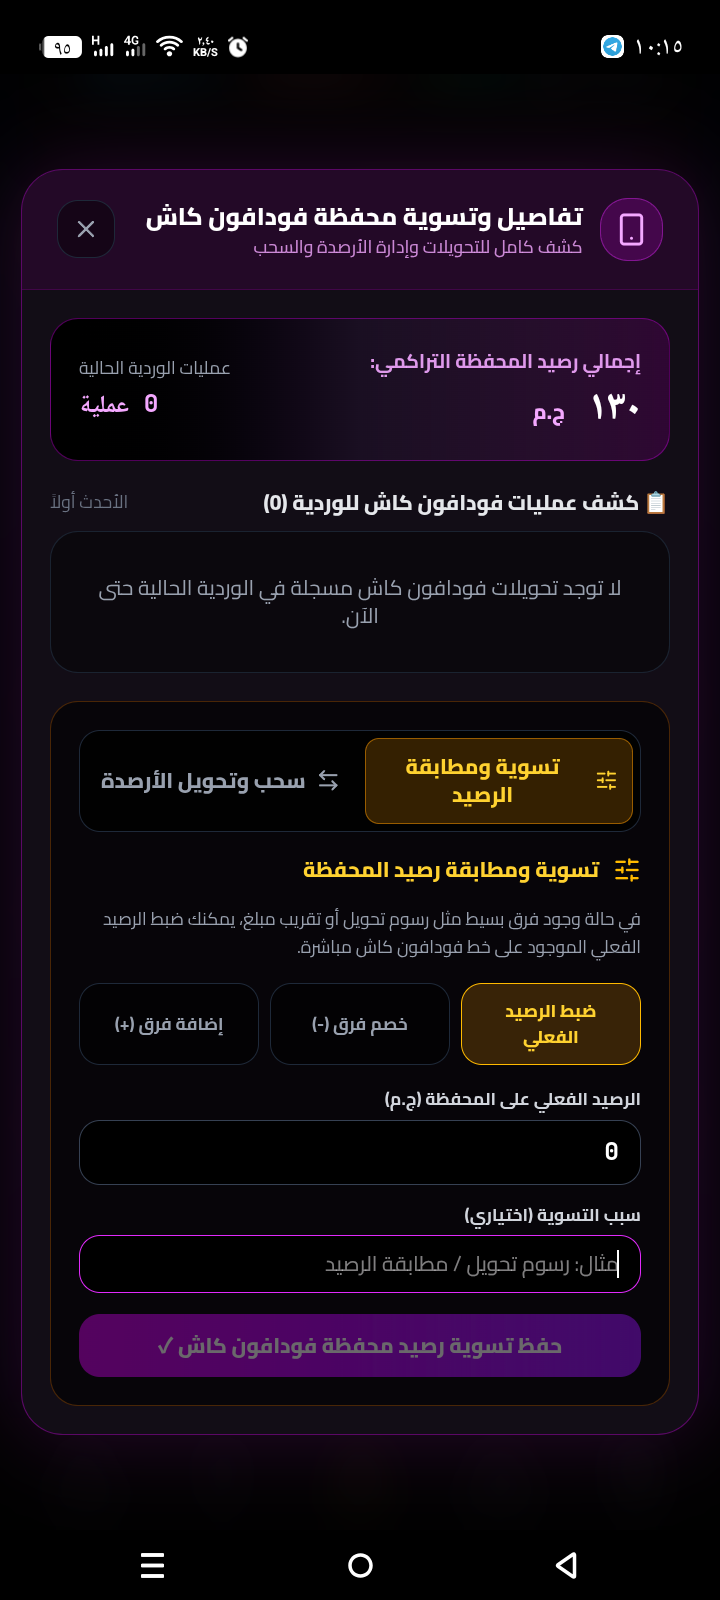 ١٠:١٥
٢,٤٠ KB/S
4G
H
٩٥
تفاصيل وتسوية محفظة فودافون كاش
كشف كامل للتحويلات وإدارة الأرصدة والسحب
إجمالي رصيد المحفظة التراكمي:
١٣٠ ج.م
عمليات الوردية الحالية
0 عملية
📋 كشف عمليات فودافون كاش للوردية (0)
الأحدث أولاً
لا توجد تحويلات فودافون كاش مسجلة في الوردية الحالية حتى
الآن.
تسوية ومطابقة
الرصيد
سحب وتحويل الأرصدة
تسوية ومطابقة رصيد المحفظة
في حالة وجود فرق بسيط مثل رسوم تحويل أو تقريب مبلغ، يمكنك ضبط الرصيد
الفعلي الموجود على خط فودافون كاش مباشرة.
ضبط الرصيد
الفعلي
خصم فرق (-)
إضافة فرق (+)
الرصيد الفعلي على المحفظة (ج.م)
0
سبب التسوية (اختياري)
مثال: رسوم تحويل / مطابقة الرصيد
حفظ تسوية رصيد محفظة فودافون كاش ✓